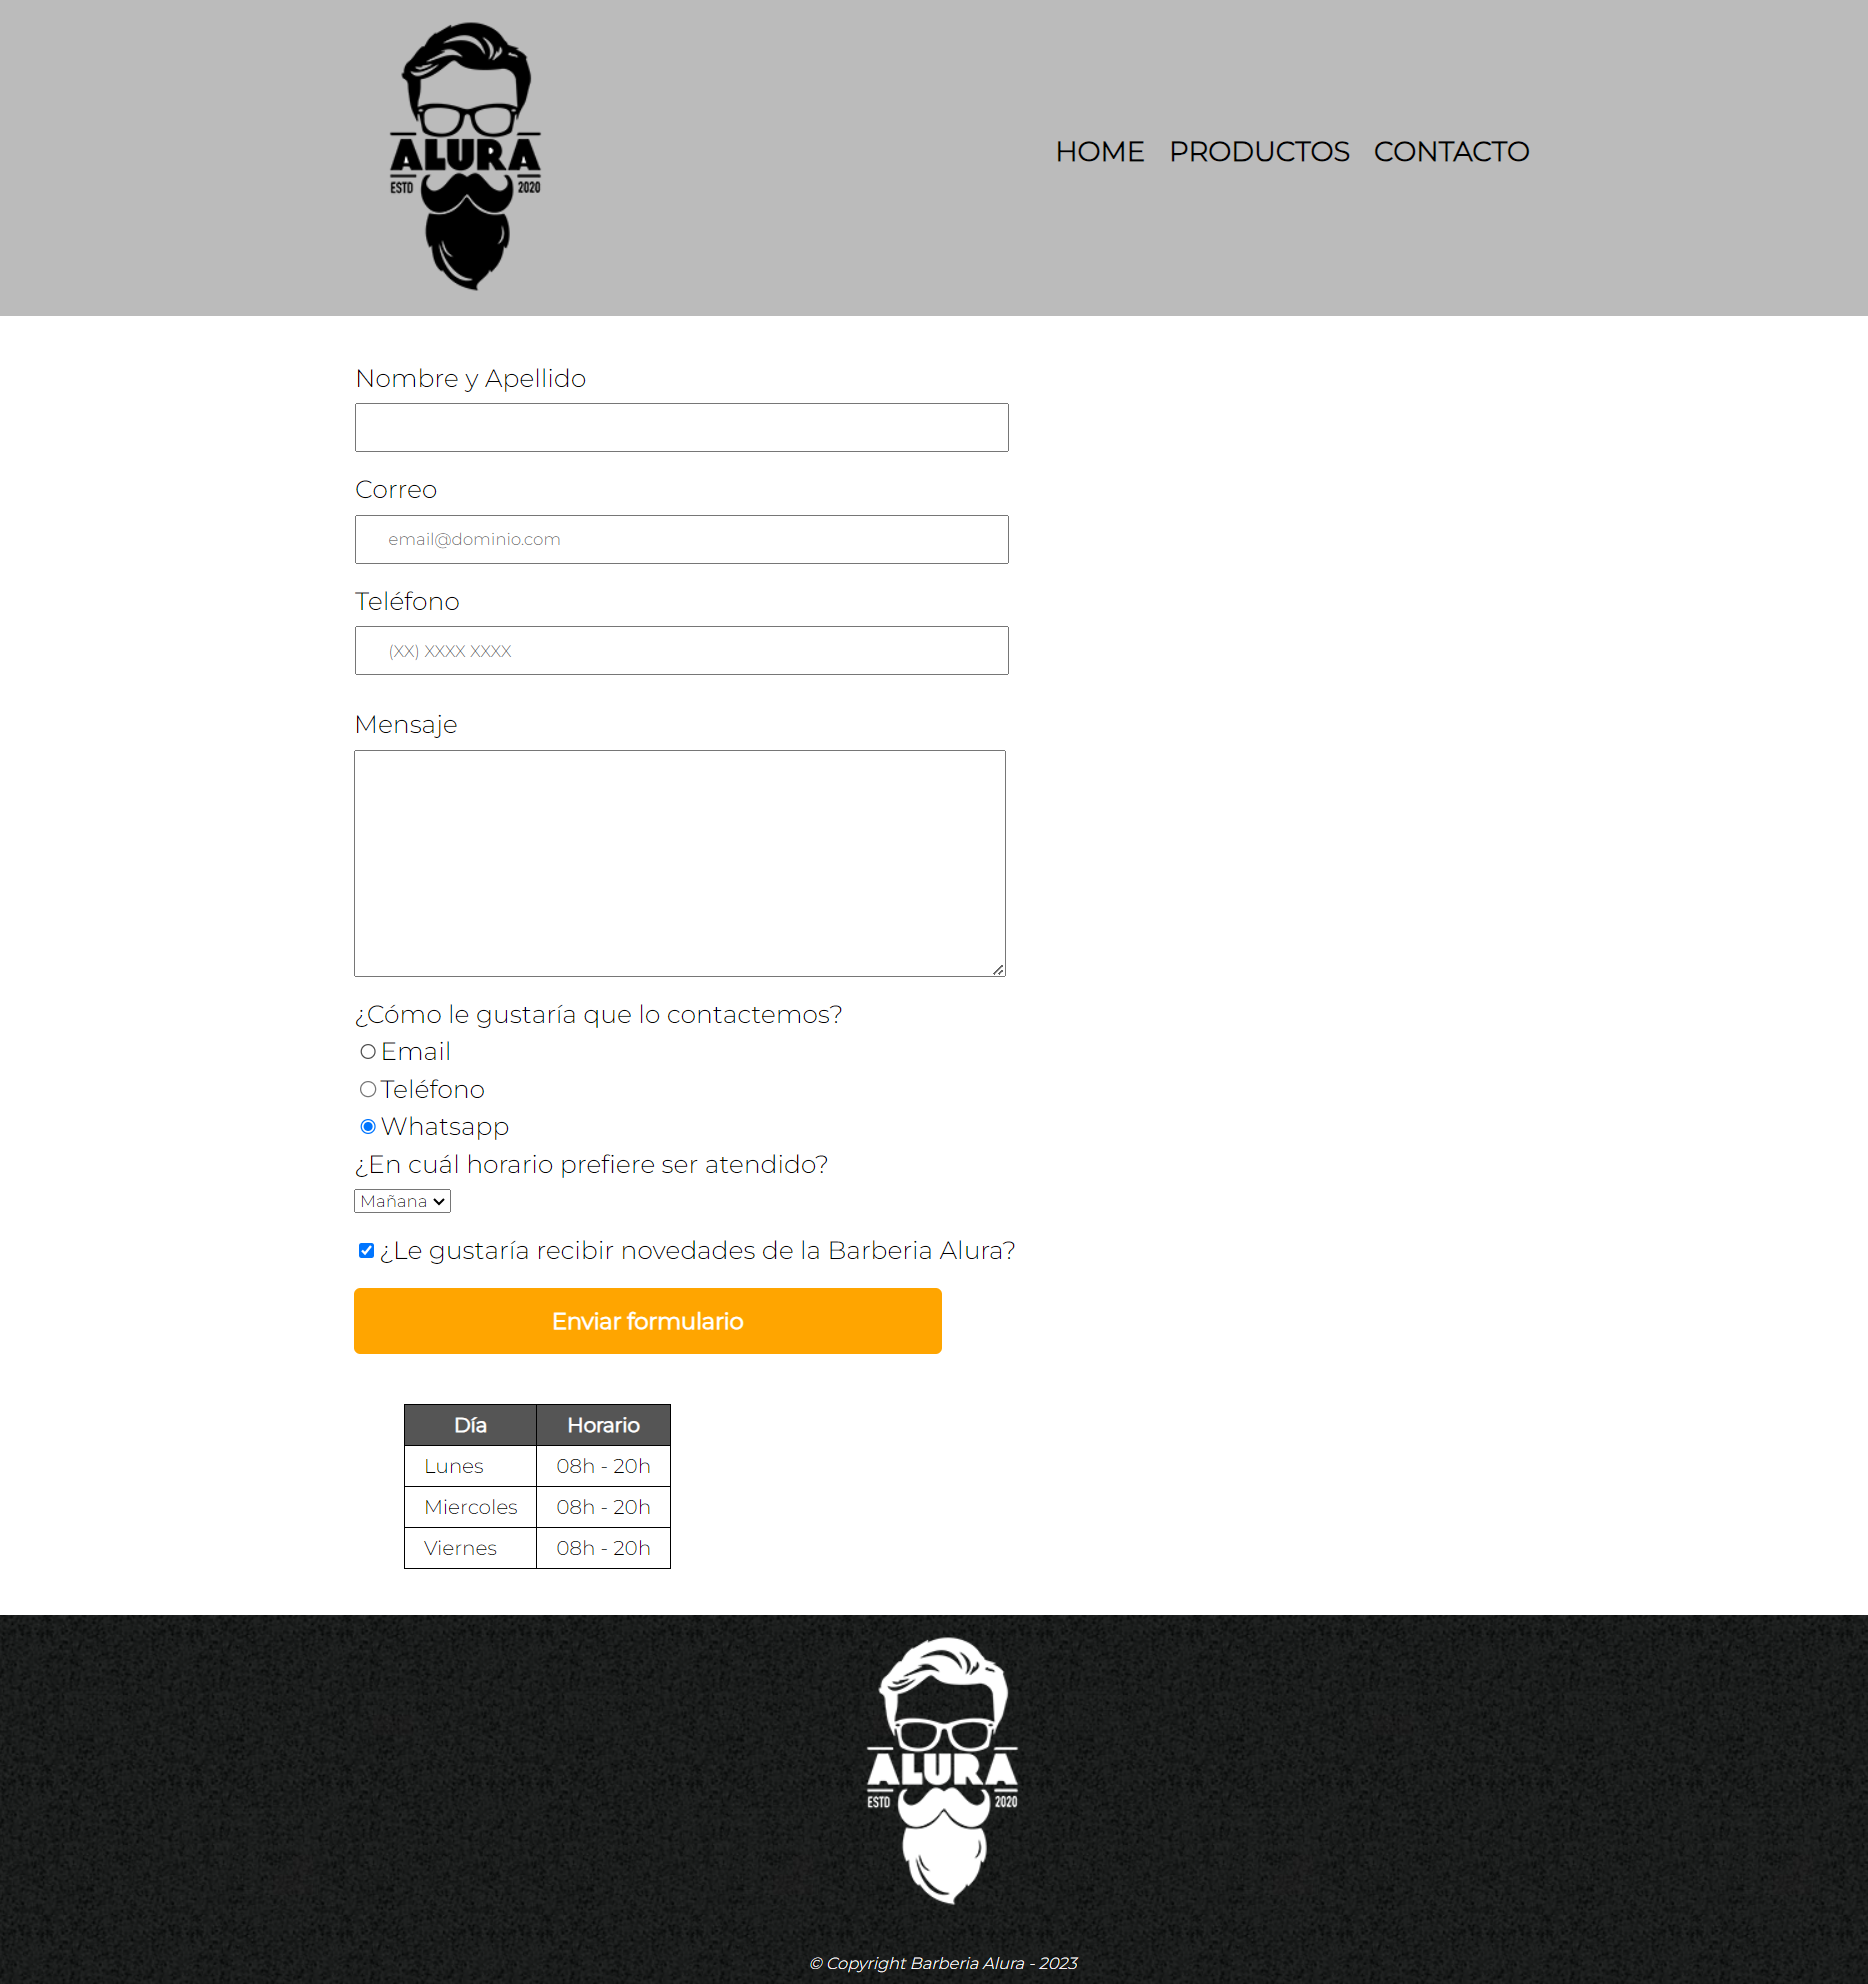 ALURA
ESTD 2020
HOME PRODUCTOS CONTACTO
Nombre y Apellido
Correo
email@dominio.com
Teléfono
(XX) XXXX XXXX
Mensaje
¿Cómo le gustaría que lo contactemos?
Email
Teléfono
Whatsapp
¿En cuál horario prefiere ser atendido?
Mañana
¿Le gustaría recibir novedades de la Barberia Alura?
Enviar formulario
Día Horario
Lunes 08h - 20h
Miercoles 08h - 20h
Viernes 08h - 20h
ALURA
ESTD 2020
© Copyright Barberia Alura - 2023